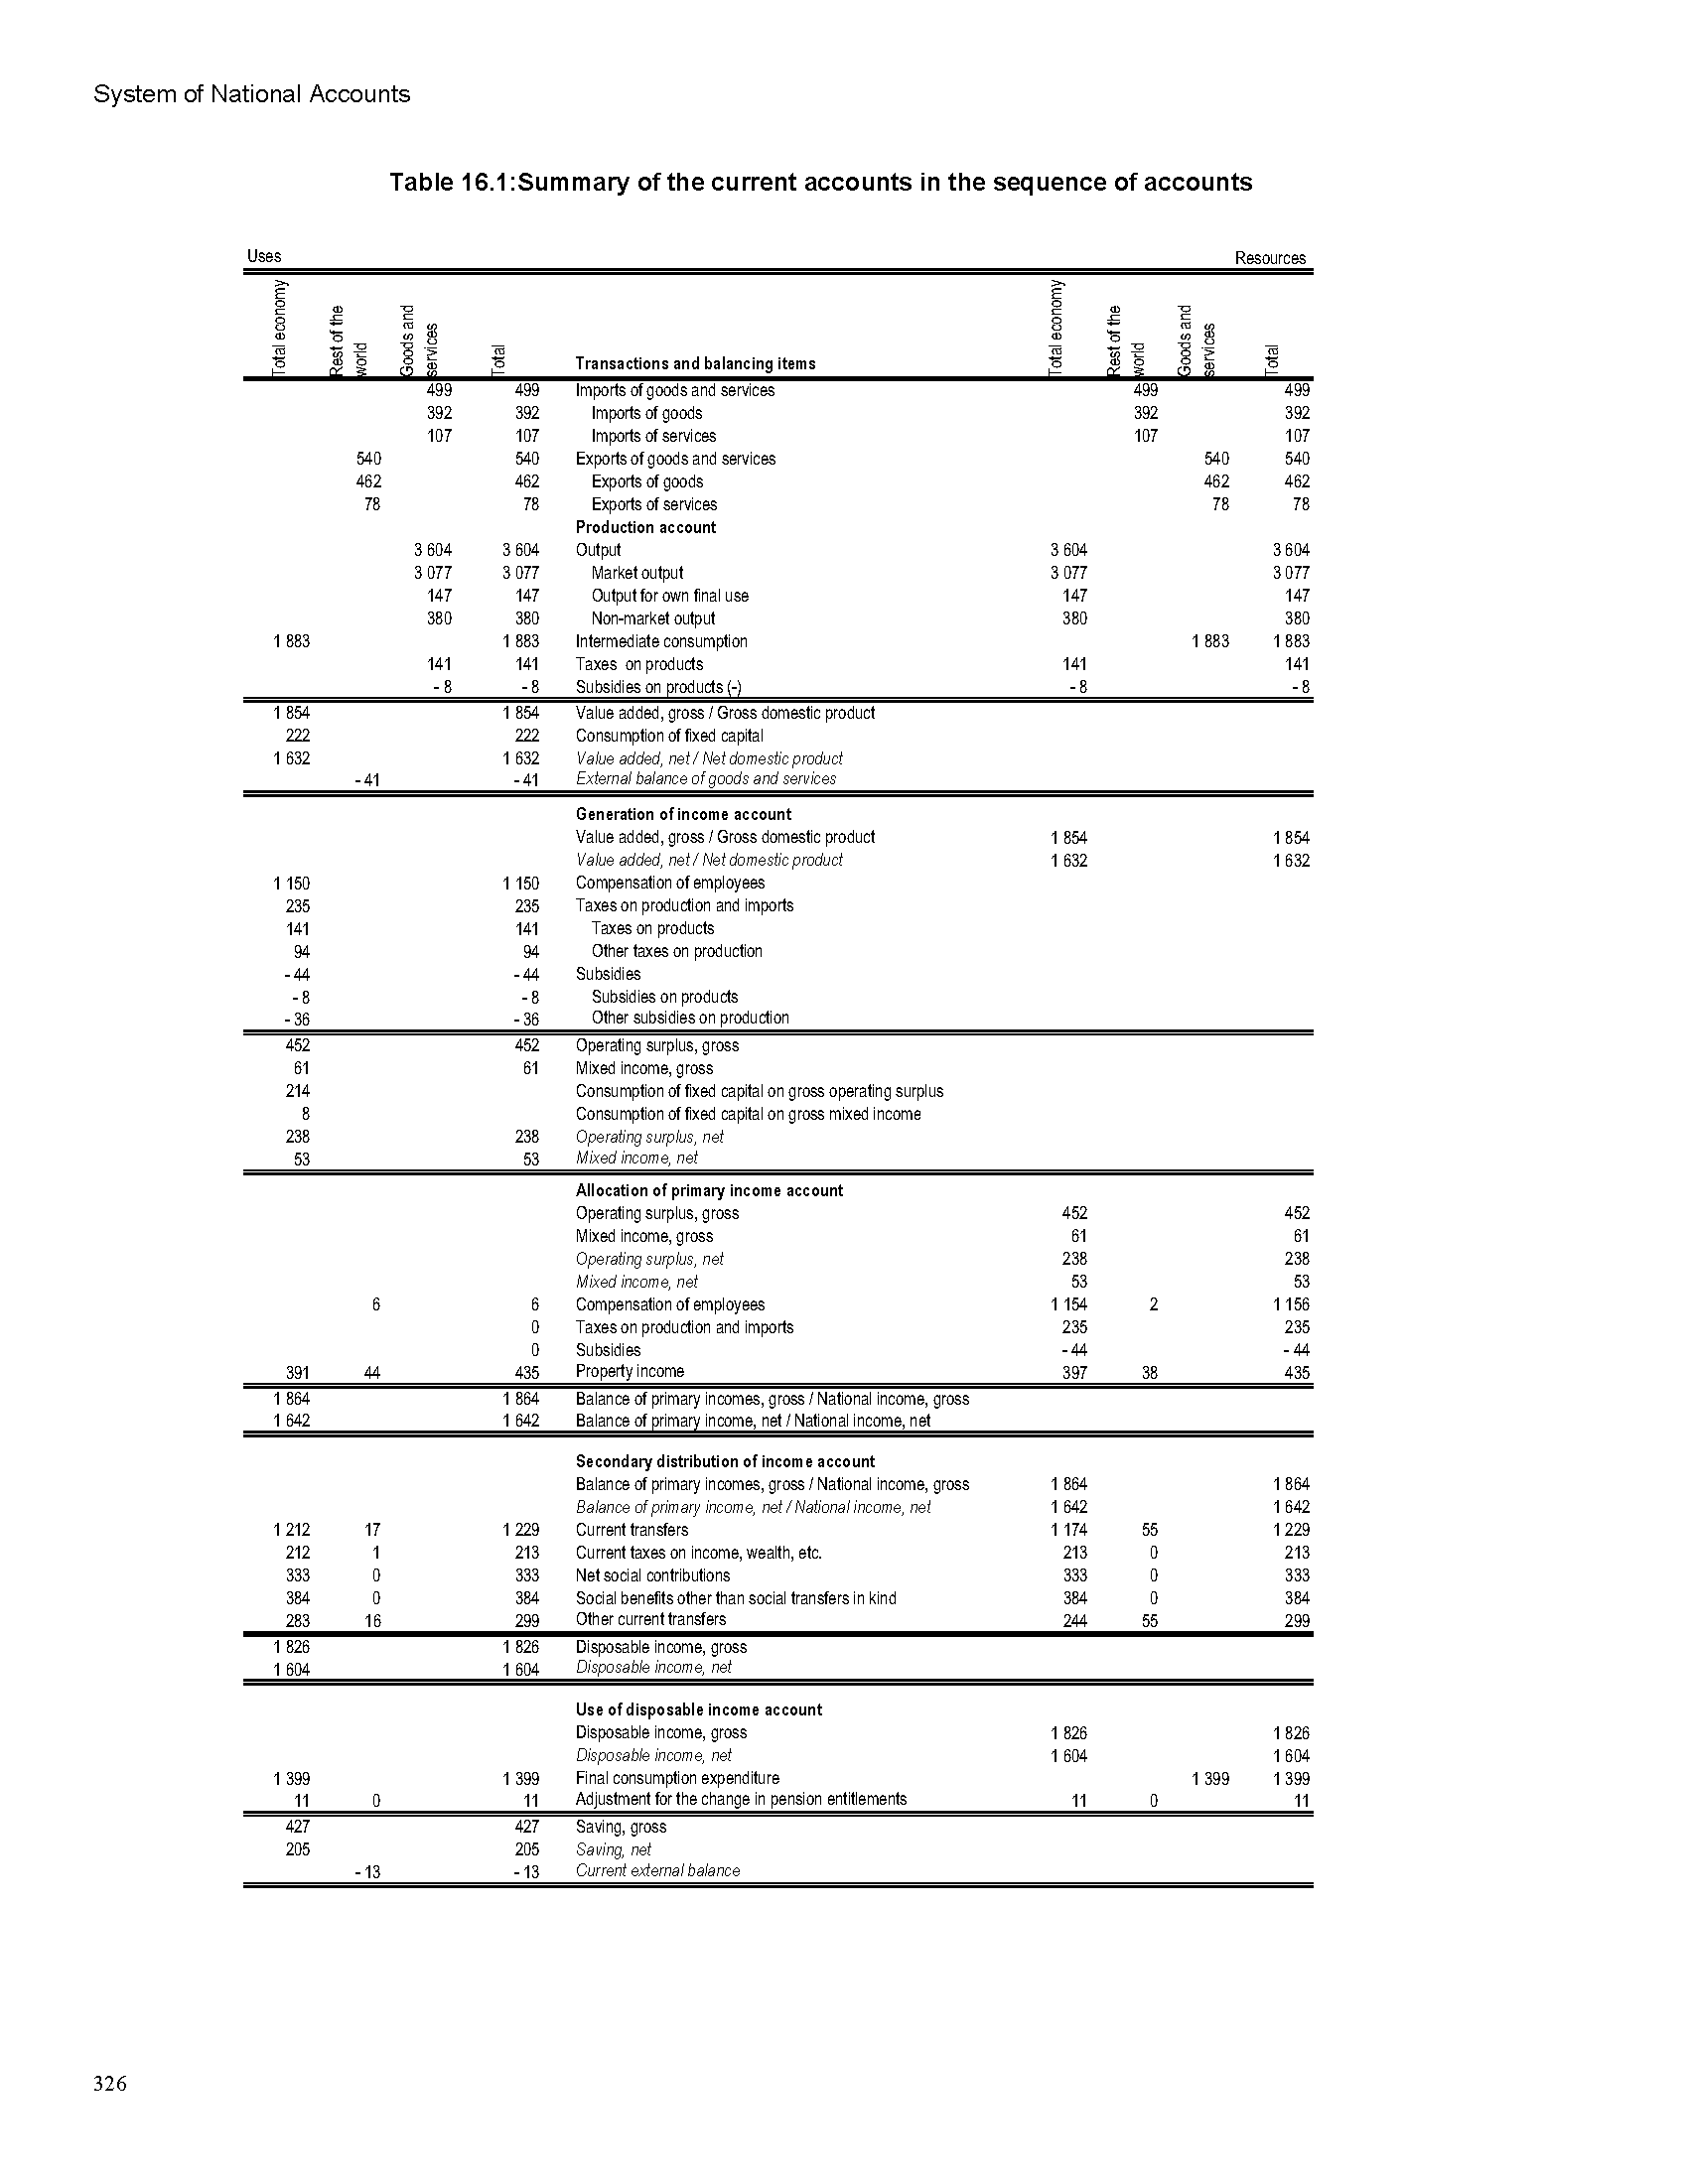 System of National Accounts
Table 16.1:Summary of the current accounts in the sequence of accounts
Uses Resources
Total economy Rest of the world Goods and services Total Transactions and balancing items Total economy Rest of the world Goods and services Total
499 499 Imports of goods and services 499 499
392 392 Imports of goods 392 392
107 107 Imports of services 107 107
540 540 Exports of goods and services 540 540
462 462 Exports of goods 462 462
78 78 Exports of services 78 78
Production account
3 604 3 604 Output 3 604 3 604
3 077 3 077 Market output 3 077 3 077
147 147 Output for own final use 147 147
380 380 Non-market output 380 380
1 883 1 883 Intermediate consumption 1 883 1 883
141 141 Taxes on products 141 141
- 8 - 8 Subsidies on products (-) - 8 - 8
1 854 1 854 Value added, gross / Gross domestic product
222 222 Consumption of fixed capital
1 632 1 632 Value added, net / Net domestic product
- 41 - 41 External balance of goods and services
Generation of income account
Value added, gross / Gross domestic product 1 854 1 854
Value added, net / Net domestic product 1 632 1 632
1 150 1 150 Compensation of employees
235 235 Taxes on production and imports
141 141 Taxes on products
94 94 Other taxes on production
- 44 - 44 Subsidies
- 8 - 8 Subsidies on products
- 36 - 36 Other subsidies on production
452 452 Operating surplus, gross
61 61 Mixed income, gross
214 Consumption of fixed capital on gross operating surplus
8 Consumption of fixed capital on gross mixed income
238 238 Operating surplus, net
53 53 Mixed income, net
Allocation of primary income account
Operating surplus, gross 452 452
Mixed income, gross 61 61
Operating surplus, net 238 238
Mixed income, net 53 53
6 6 Compensation of employees 1 154 2 1 156
0 Taxes on production and imports 235 235
0 Subsidies - 44 - 44
391 44 435 Property income 397 38 435
1 864 1 864 Balance of primary incomes, gross / National income, gross
1 642 1 642 Balance of primary income, net / National income, net
Secondary distribution of income account
Balance of primary incomes, gross / National income, gross 1 864 1 864
Balance of primary income, net / National income, net 1 642 1 642
1 212 17 1 229 Current transfers 1 174 55 1 229
212 1 213 Current taxes on income, wealth, etc. 213 0 213
333 0 333 Net social contributions 333 0 333
384 0 384 Social benefits other than social transfers in kind 384 0 384
283 16 299 Other current transfers 244 55 299
1 826 1 826 Disposable income, gross
1 604 1 604 Disposable income, net
Use of disposable income account
Disposable income, gross 1 826 1 826
Disposable income, net 1 604 1 604
1 399 1 399 Final consumption expenditure 1 399 1 399
11 0 11 Adjustment for the change in pension entitlements 11 0 11
427 427 Saving, gross
205 205 Saving, net
- 13 - 13 Current external balance
326